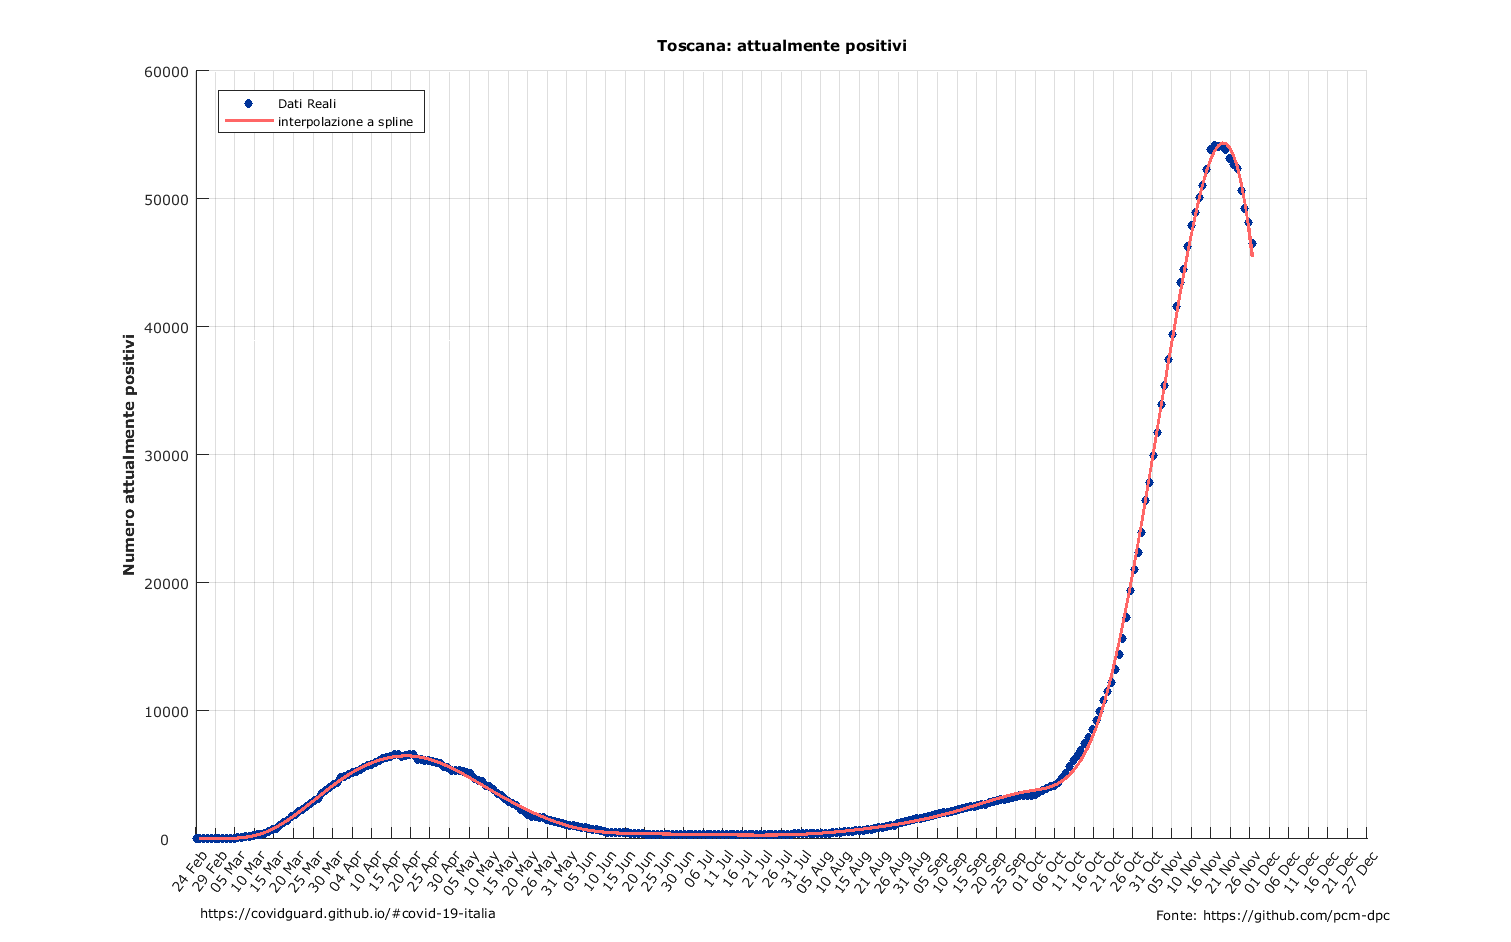 Toscana: attualmente positivi
60000
50000
40000
30000
20000
10000
0
Numero attualmente positivi
Dati Reali
interpolazione a spline
24 Feb
29 Feb
05 Mar
10 Mar
15 Mar
20 Mar
25 Mar
30 Mar
04 Apr
10 Apr
15 Apr
20 Apr
25 Apr
30 Apr
05 May
10 May
15 May
20 May
26 May
31 May
05 Jun
10 Jun
15 Jun
20 Jun
25 Jun
30 Jun
06 Jul
11 Jul
16 Jul
21 Jul
26 Jul
31 Jul
05 Aug
10 Aug
15 Aug
21 Aug
26 Aug
31 Aug
05 Sep
10 Sep
15 Sep
20 Sep
25 Sep
01 Oct
06 Oct
11 Oct
16 Oct
21 Oct
26 Oct
31 Oct
05 Nov
10 Nov
16 Nov
21 Nov
26 Nov
01 Dec
06 Dec
11 Dec
16 Dec
21 Dec
27 Dec
https://covidguard.github.io/#covid-19-italia
Fonte: https://github.com/pcm-dpc